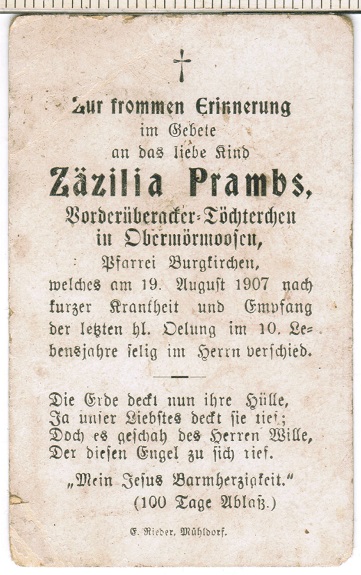 Zur frommen Erinnerung
im Gebete
an das liebe Kind
Zäzilia Prambs,
Vorderüberacker-Töchterchen
in Obermörmoosen,
Pfarrei Burgkirchen,
welches am 19. August 1907 nach
kurzer Krantheit und Empfang
der letzten hl. Oelung im 10. Le-
bensjahre selig im Herrn verschied.
Die Erde deckt nun ihre Hülle,
Ja unser Liebstes deckt sie tief;
Doch es geschah des Herren Wille,
Der diesen Engel zu sich rief.
„Mein Jesus Barmherzigkeit."
(100 Tage Ablaß.)
E. Rieder, Mühldorf.